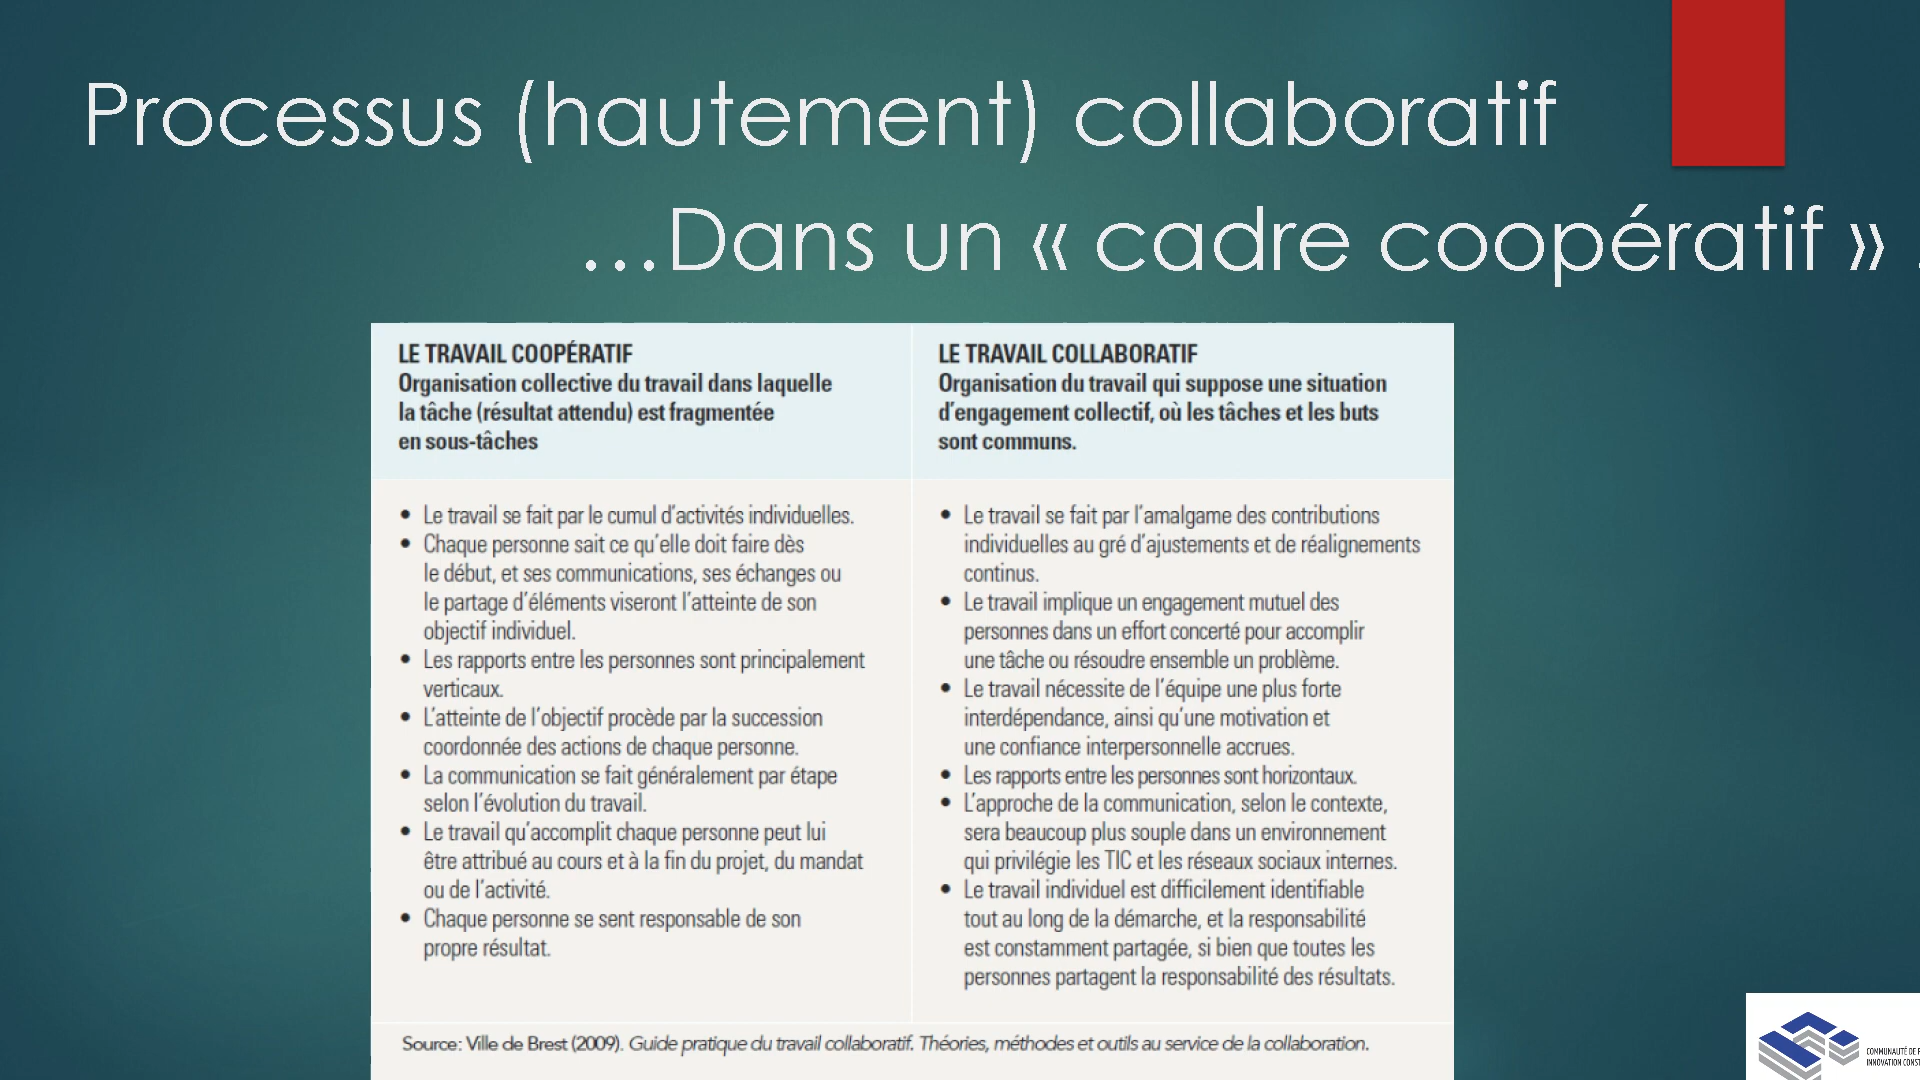 Processus (hautement) collaboratif
…Dans un « cadre coopératif »
LE TRAVAIL COOPÉRATIF
Organisation collective du travail dans laquelle
la tâche (résultat attendu) est fragmentée
en sous-tâches
• Le travail se fait par le cumul d’activités individuelles.
• Chaque personne sait ce qu’elle doit faire dès
le début, et ses communications, ses échanges ou
le partage d’éléments viseront l’atteinte de son
objectif individuel.
• Les rapports entre les personnes sont principalement
verticaux.
• L’atteinte de l’objectif procède par la succession
coordonnée des actions de chaque personne.
• La communication se fait généralement par étape
selon l’évolution du travail.
• Le travail qu’accomplit chaque personne peut lui
être attribué au cours et à la fin du projet, du mandat
ou de l’activité.
• Chaque personne se sent responsable de son
propre résultat.
LE TRAVAIL COLLABORATIF
Organisation du travail qui suppose une situation
d’engagement collectif, où les tâches et les buts
sont communs.
• Le travail se fait par l’amalgame des contributions
individuelles au gré d’ajustements et de réalignements
continus.
• Le travail implique un engagement mutuel des
personnes dans un effort concerté pour accomplir
une tâche ou résoudre ensemble un problème.
• Le travail nécessite de l’équipe une plus forte
interdépendance, ainsi qu’une motivation et
une confiance interpersonnelle accrues.
• Les rapports entre les personnes sont horizontaux.
• L’approche de la communication, selon le contexte,
sera beaucoup plus souple dans un environnement
qui privilégie les TIC et les réseaux sociaux internes.
• Le travail individuel est difficilement identifiable
tout au long de la démarche, et la responsabilité
est constamment partagée, si bien que toutes les
personnes partagent la responsabilité des résultats.
Source: Ville de Brest (2009). Guide pratique du travail collaboratif. Théories, méthodes et outils au service de la collaboration.
COMMUNAUTÉ DE
INNOVATION